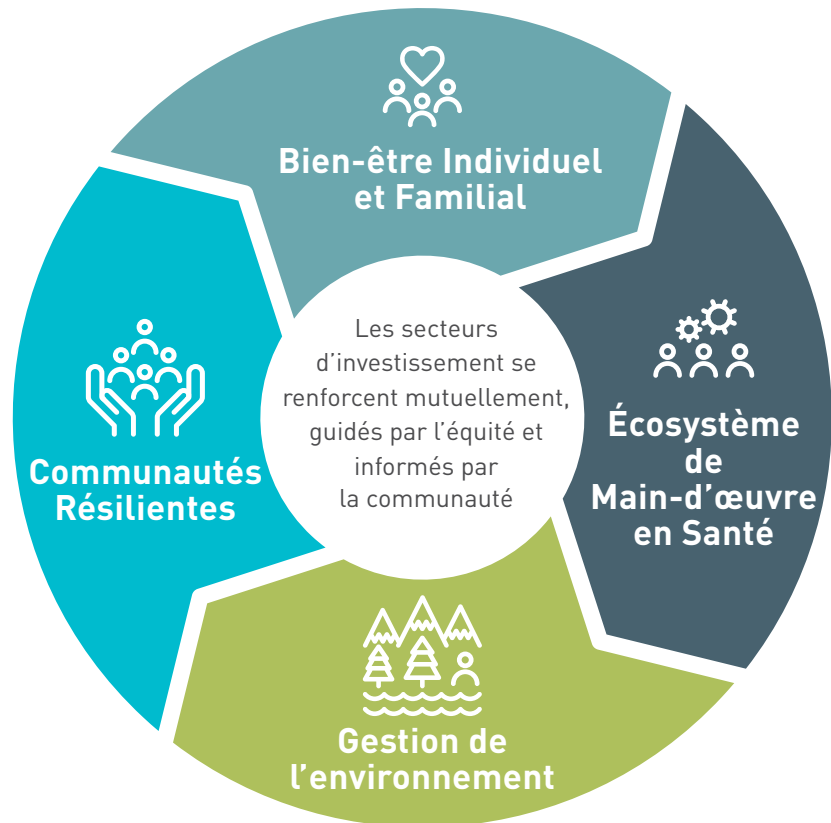 Bien-être Individuel
et Familial
Les secteurs
d’investissement se
renforcent mutuellement,
guidés par l’équité et
informés par
la communauté
Écosystème
de
Main-d’œuvre
en Santé
Communautés
Résilientes
Gestion de
l’environnement